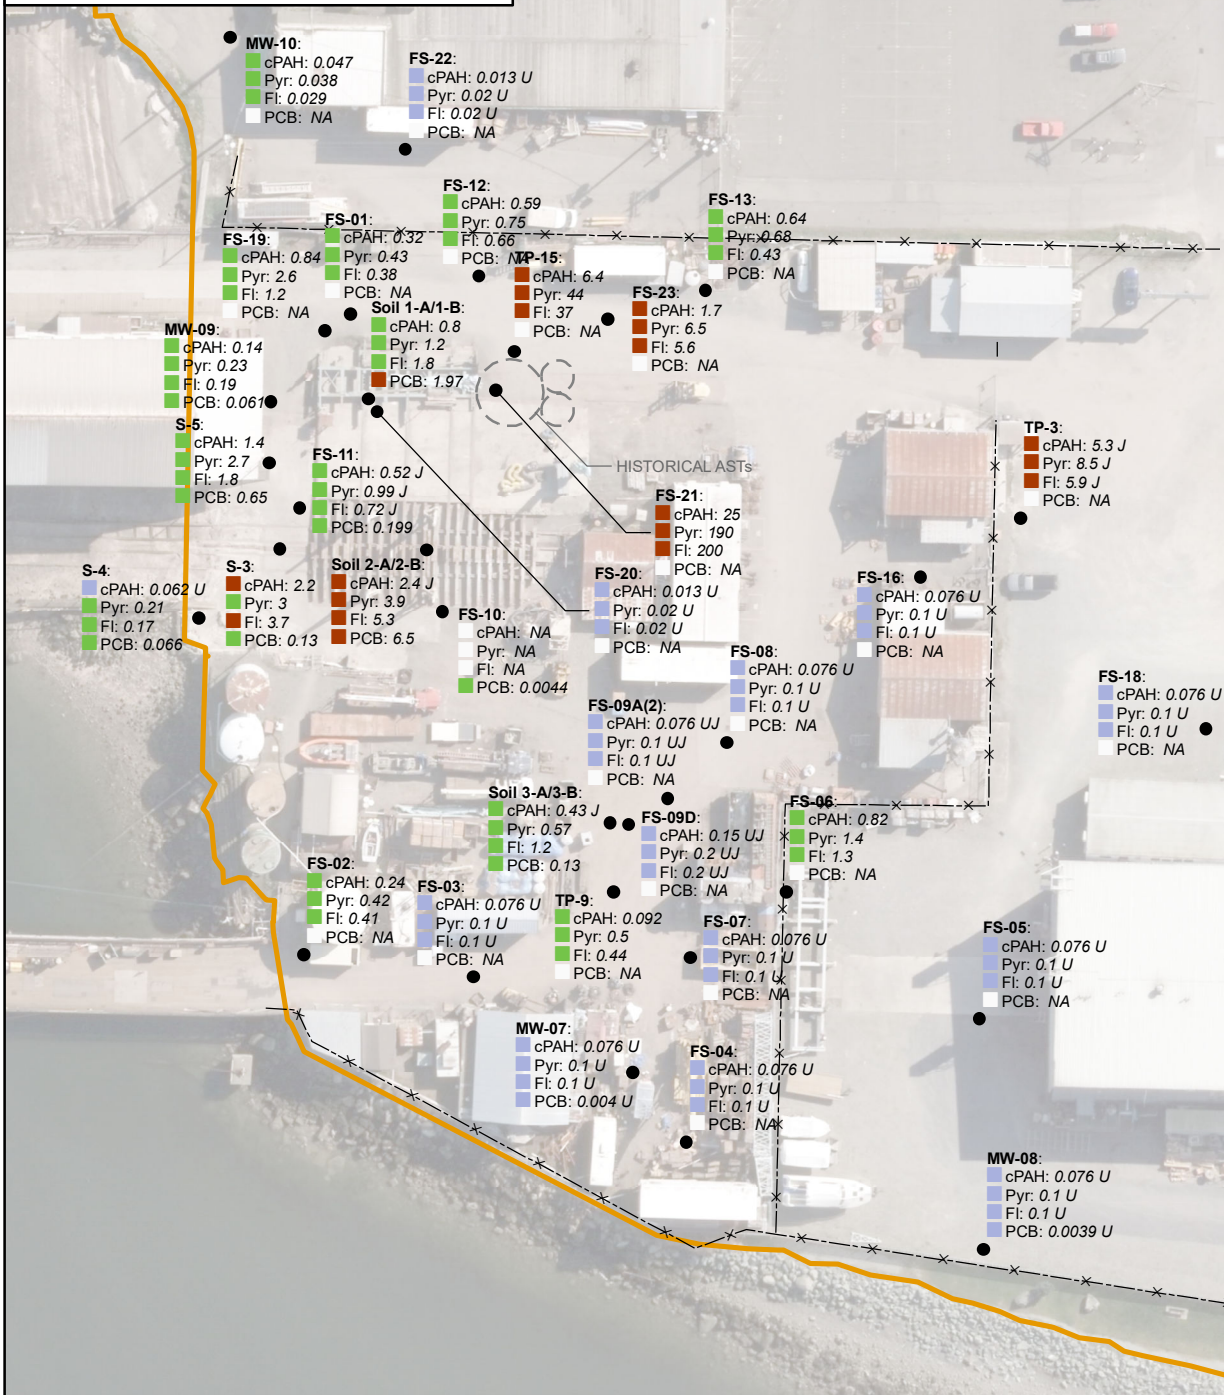 MW-10:
cPAH: 0.047
Pyr: 0.038
Fl: 0.029
PCB: NA
FS-22:
cPAH: 0.013 U
Pyr: 0.02 U
Fl: 0.02 U
PCB: NA
FS-12:
cPAH: 0.59
Pyr: 0.75
Fl: 0.66
PCB: NA
FS-13:
cPAH: 0.64
Pyr: 0.68
Fl: 0.43
PCB: NA
FS-01:
cPAH: 0.32
Pyr: 0.43
Fl: 0.38
PCB: NA
FS-19:
cPAH: 0.84
Pyr: 2.6
Fl: 1.2
PCB: NA
TP-15:
cPAH: 6.4
Pyr: 44
Fl: 37
PCB: NA
FS-23:
cPAH: 1.7
Pyr: 6.5
Fl: 5.6
PCB: NA
Soil 1-A/1-B:
cPAH: 0.8
Pyr: 1.2
Fl: 1.8
PCB: 1.97
MW-09:
cPAH: 0.14
Pyr: 0.23
Fl: 0.19
PCB: 0.061
S-5:
cPAH: 1.4
Pyr: 2.7
Fl: 1.8
PCB: 0.65
TP-3:
cPAH: 5.3 J
Pyr: 8.5 J
Fl: 5.9 J
PCB: NA
FS-11:
cPAH: 0.52 J
Pyr: 0.99 J
Fl: 0.72 J
PCB: 0.199
HISTORICAL ASTs
FS-21:
cPAH: 25
Pyr: 190
Fl: 200
PCB: NA
S-4:
cPAH: 0.062 U
Pyr: 0.21
Fl: 0.17
PCB: 0.066
S-3:
cPAH: 2.2
Pyr: 3
Fl: 3.7
PCB: 0.13
Soil 2-A/2-B:
cPAH: 2.4 J
Pyr: 3.9
Fl: 5.3
PCB: 6.5
FS-20:
cPAH: 0.013 U
Pyr: 0.02 U
Fl: 0.02 U
PCB: NA
FS-16:
cPAH: 0.076 U
Pyr: 0.1 U
Fl: 0.1 U
PCB: NA
FS-10:
cPAH: NA
Pyr: NA
Fl: NA
PCB: 0.0044
FS-08:
cPAH: 0.076 U
Pyr: 0.1 U
Fl: 0.1 U
PCB: NA
FS-18:
cPAH: 0.076 U
Pyr: 0.1 U
Fl: 0.1 U
PCB: NA
FS-09A(2):
cPAH: 0.076 UJ
Pyr: 0.1 UJ
Fl: 0.1 UJ
PCB: NA
Soil 3-A/3-B:
cPAH: 0.43 J
Pyr: 0.57
Fl: 1.2
PCB: 0.13
FS-09D:
cPAH: 0.15 UJ
Pyr: 0.2 UJ
Fl: 0.2 UJ
PCB: NA
FS-06:
cPAH: 0.82
Pyr: 1.4
Fl: 1.3
PCB: NA
FS-02:
cPAH: 0.24
Pyr: 0.42
Fl: 0.41
PCB: NA
FS-03:
cPAH: 0.076 U
Pyr: 0.1 U
Fl: 0.1 U
PCB: NA
TP-9:
cPAH: 0.092
Pyr: 0.5
Fl: 0.44
PCB: NA
FS-07:
cPAH: 0.076 U
Pyr: 0.1 U
Fl: 0.1 U
PCB: NA
FS-05:
cPAH: 0.076 U
Pyr: 0.1 U
Fl: 0.1 U
PCB: NA
MW-07:
cPAH: 0.076 U
Pyr: 0.1 U
Fl: 0.1 U
PCB: 0.004 U
FS-04:
cPAH: 0.076 U
Pyr: 0.1 U
Fl: 0.1 U
PCB: NA
MW-08:
cPAH: 0.076 U
Pyr: 0.1 U
Fl: 0.1 U
PCB: 0.0039 U